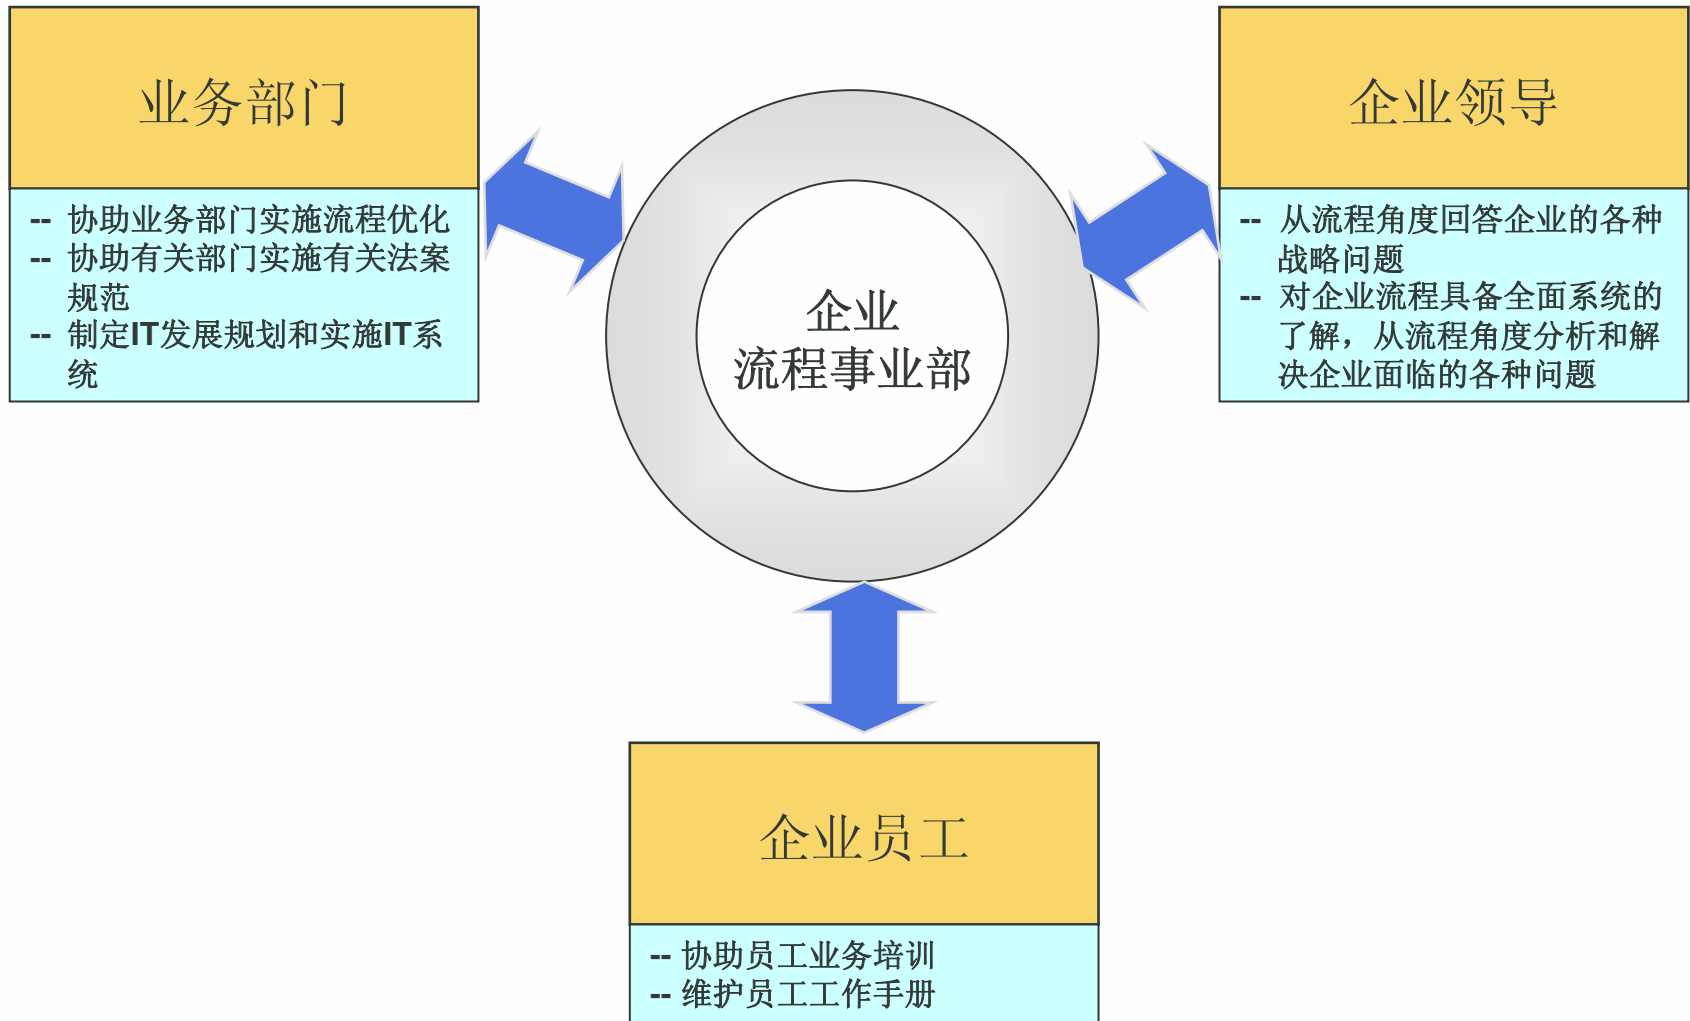 业务部门
-- 协助业务部门实施流程优化
-- 协助有关部门实施有关法案
规范
-- 制定IT发展规划和实施IT系
统
企业
流程事业部
企业领导
-- 从流程角度回答企业的各种
战略问题
-- 对企业流程具备全面系统的
了解，从流程角度分析和解
决企业面临的各种问题
企业员工
-- 协助员工业务培训
-- 维护员工工作手册